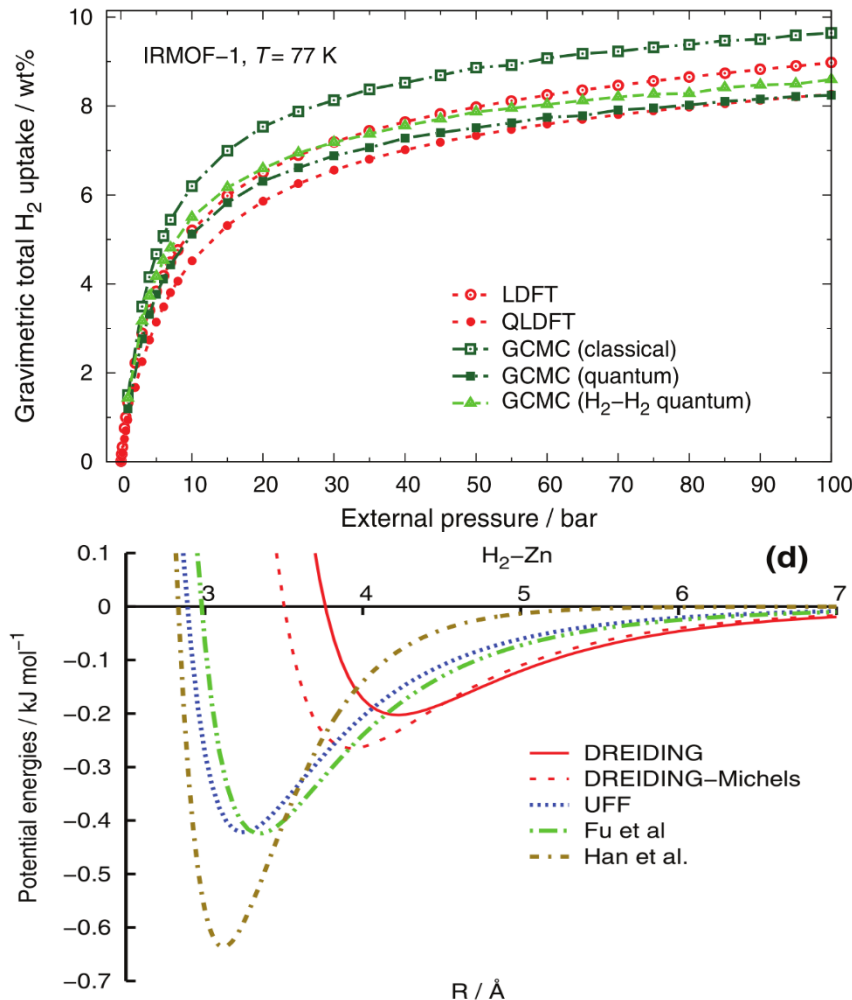 10
8
6
4
2
0
Gravimetric total H₂ uptake / wt%
IRMOF−1, T = 77 K
LDFT
QLDFT
GCMC (classical)
GCMC (quantum)
GCMC (H₂−H₂ quantum)
0 10 20 30 40 50 60 70 80 90 100
External pressure / bar
0.1
0
−0.1
−0.2
−0.3
−0.4
−0.5
−0.6
−0.7
Potential energies / kJ mol⁻¹
H₂−Zn
(d)
3 4 5 6 7
DREIDING
DREIDING−Michels
UFF
Fu et al
Han et al.
R / Å